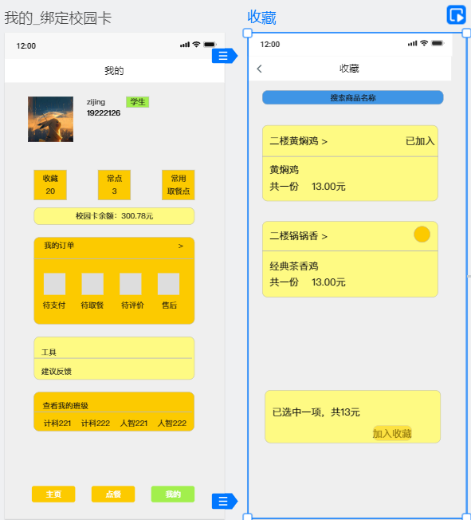 我的_绑定校园卡
12:00
我的
zijing 学生
19222126
收藏 常点 常用
20 3 取餐点
校园卡余额：300.78元
我的订单 >
待支付 待取餐 待评价 售后
工具
建议反馈
查看我的班级
计科221 计科222 人智221 人智222
主页 点餐 我的
收藏
12:00
收藏
搜索商品名称
二楼黄焖鸡 > 已加入
黄焖鸡
共一份 13.00元
二楼锅锅香 >
经典茶香鸡
共一份 13.00元
已选中一项，共13元
加入收藏